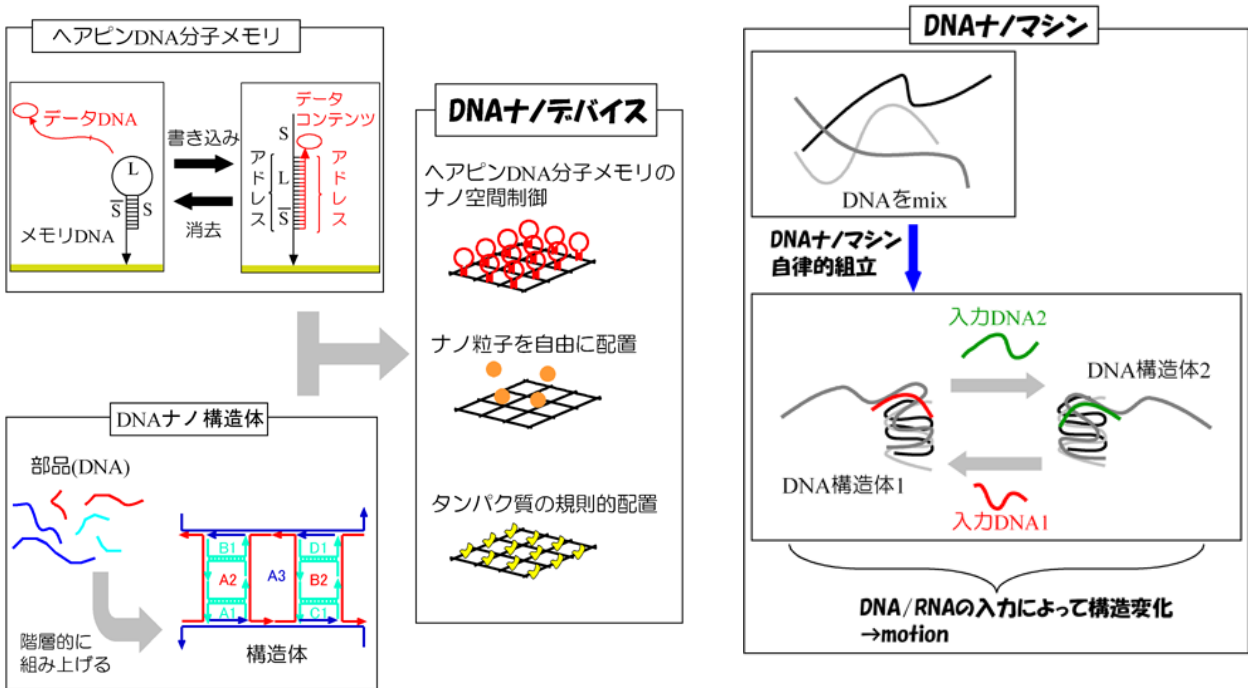 ヘアピンDNA分子メモリ
データDNA
L
S̅
S
メモリDNA
書き込み
消去
データ
コンテンツ
S
L
S̅
アドレス
アドレス
DNAナノ構造体
部品(DNA)
階層的に
組み上げる
B1
D1
A2
A3
B2
A1
C1
構造体
DNAナノデバイス
ヘアピンDNA分子メモリの
ナノ空間制御
ナノ粒子を自由に配置
タンパク質の規則的配置
DNAナノマシン
DNAをmix
DNAナノマシン
自律的組立
入力DNA2
DNA構造体2
DNA構造体1
入力DNA1
DNA/RNAの入力によって構造変化
→motion